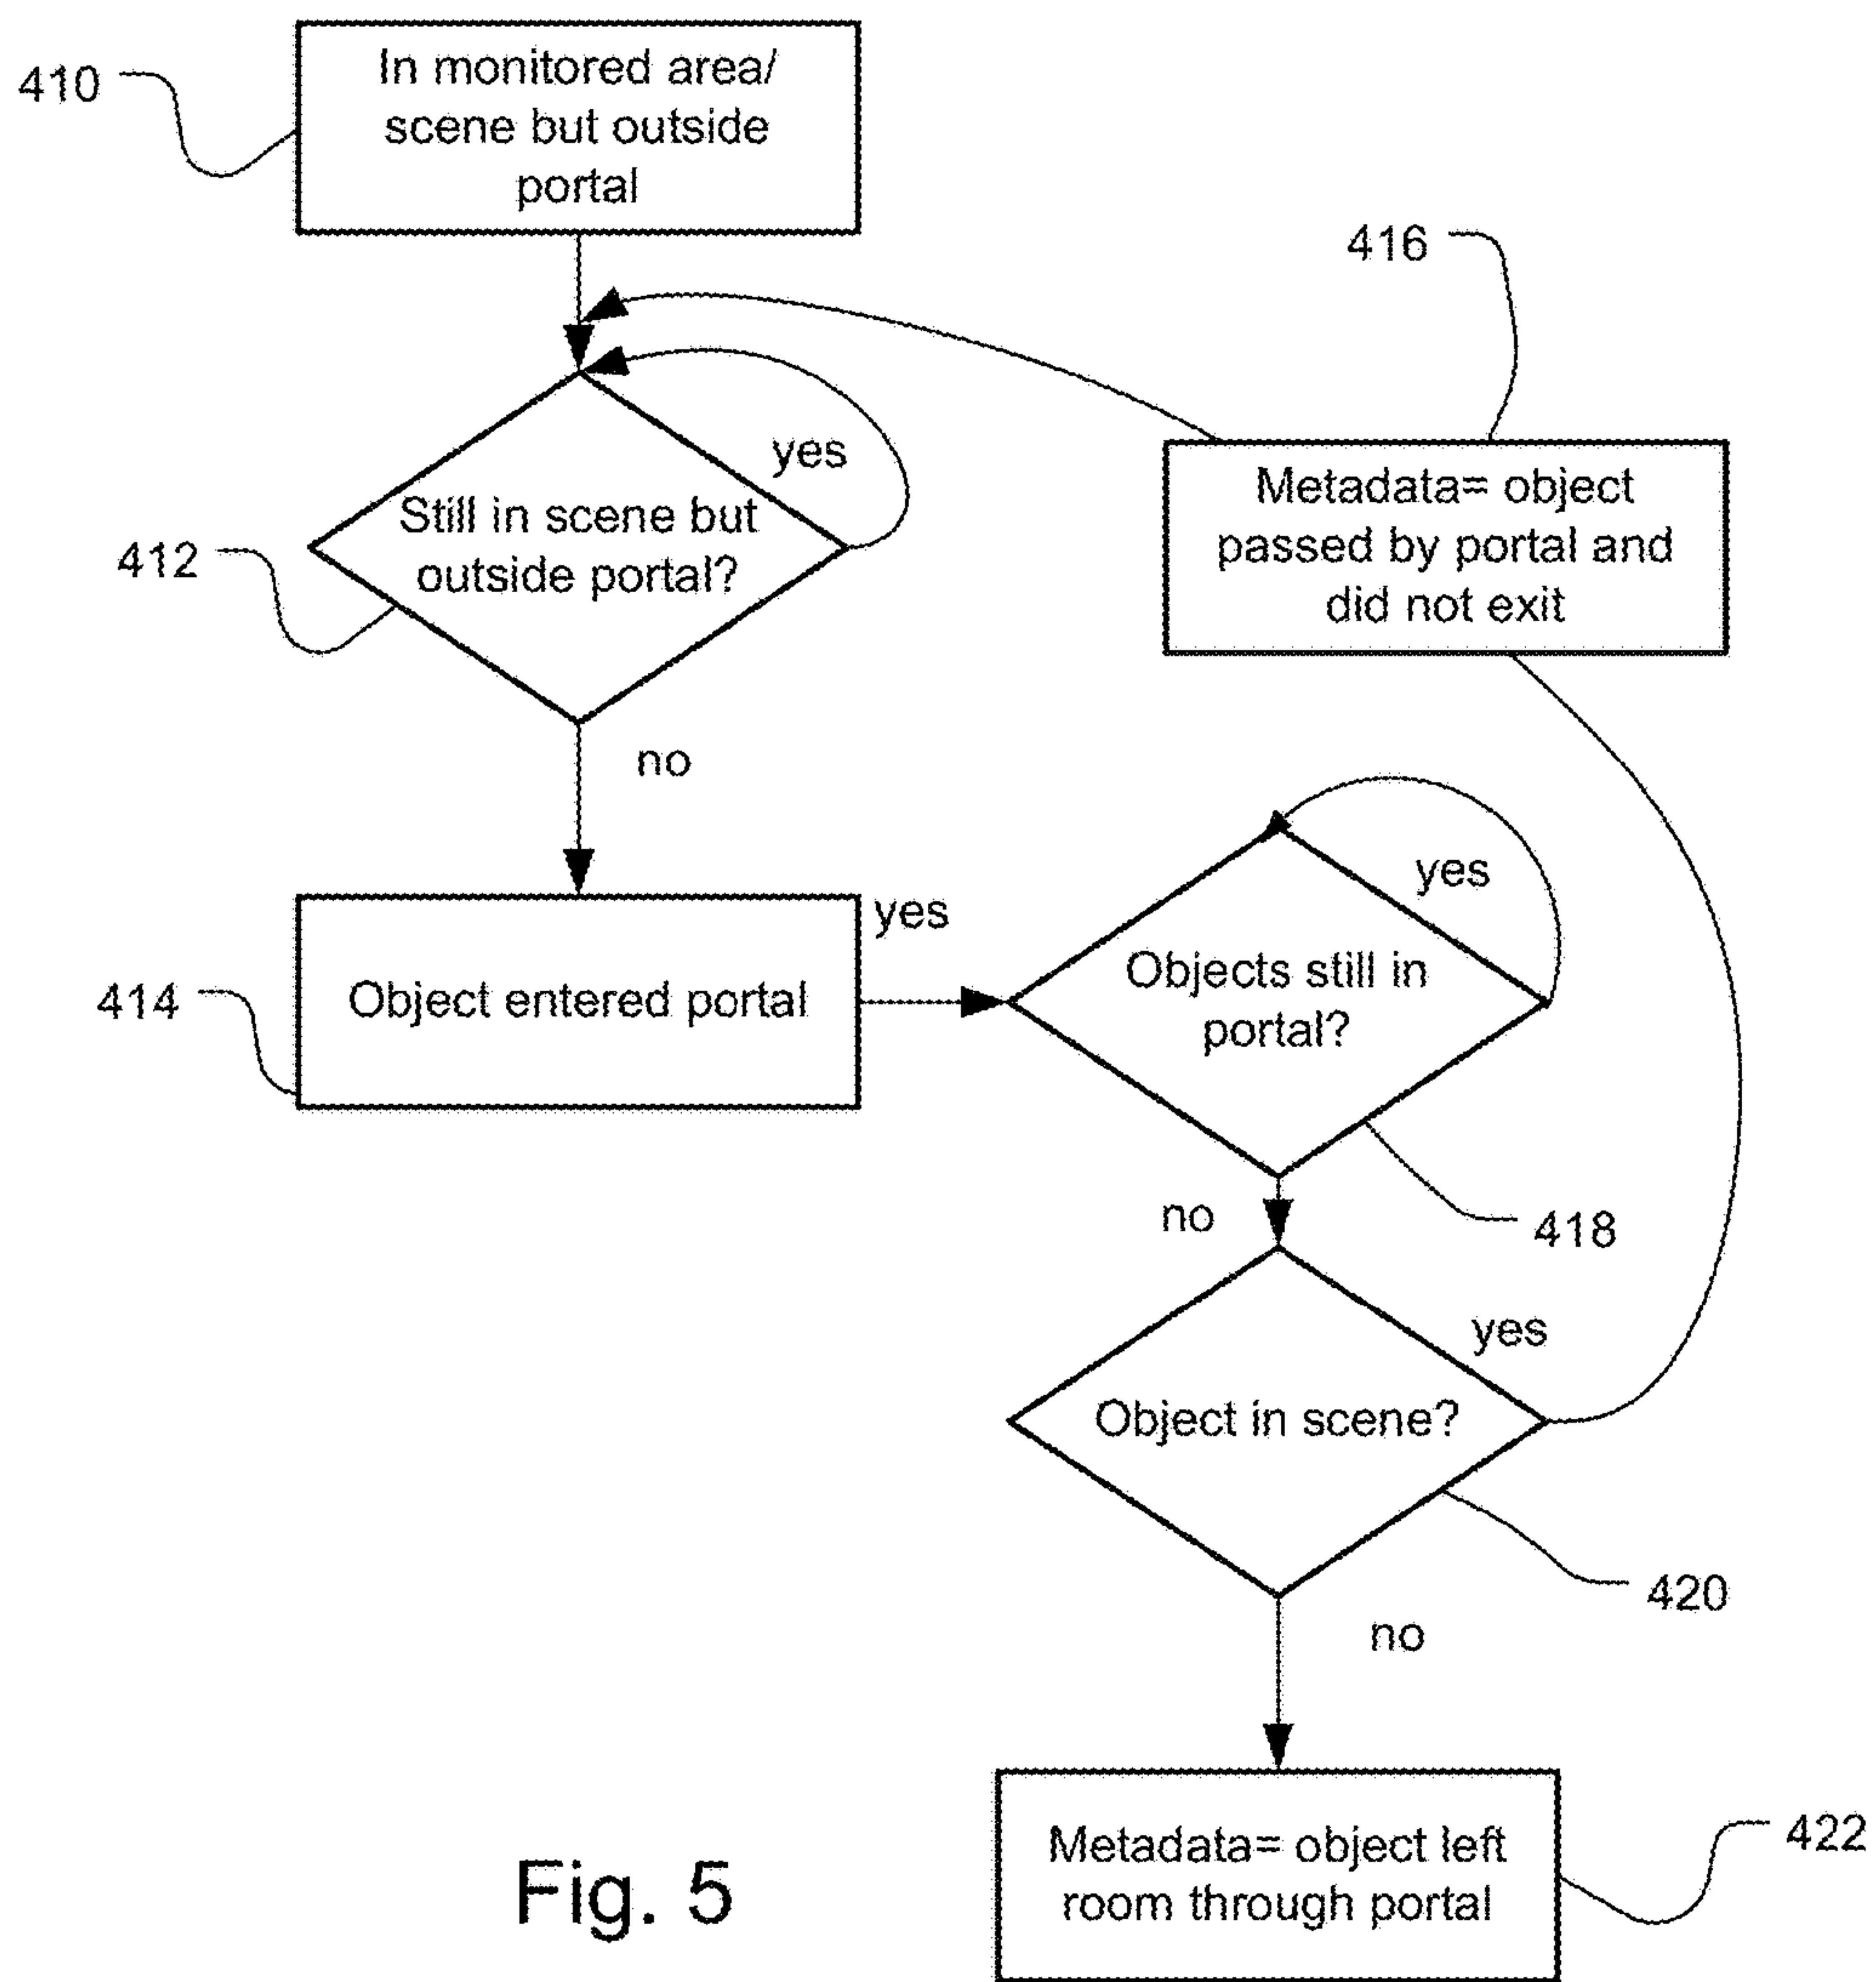 410
In monitored area/
scene but outside
portal
416
yes
Still in scene but
outside portal?
412
Metadata= object
passed by portal and
did not exit
no
yes
414
Object entered portal
yes
Objects still in
portal?
no
418
yes
Object in scene?
420
no
Metadata= object left
room through portal
422
Fig. 5